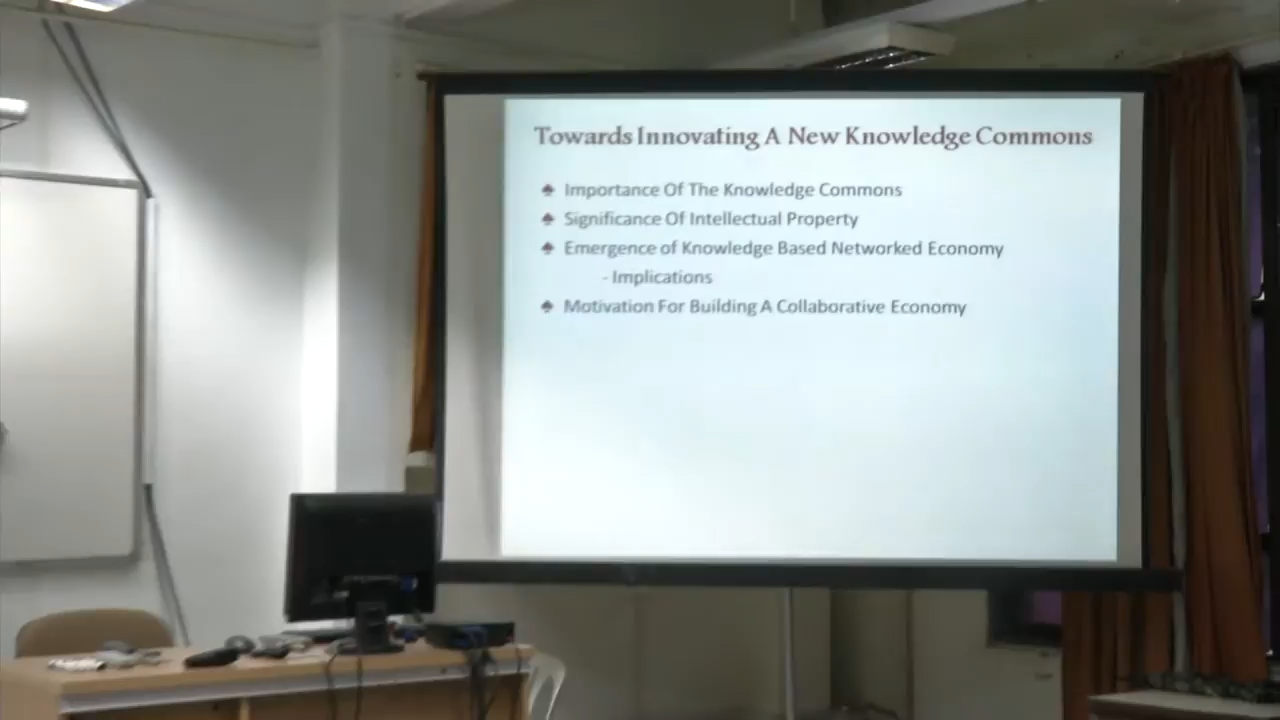 Towards Innovating A New Knowledge Commons
♠ Importance Of The Knowledge Commons
♠ Significance Of Intellectual Property
♠ Emergence of Knowledge Based Networked Economy
- Implications
♠ Motivation For Building A Collaborative Economy